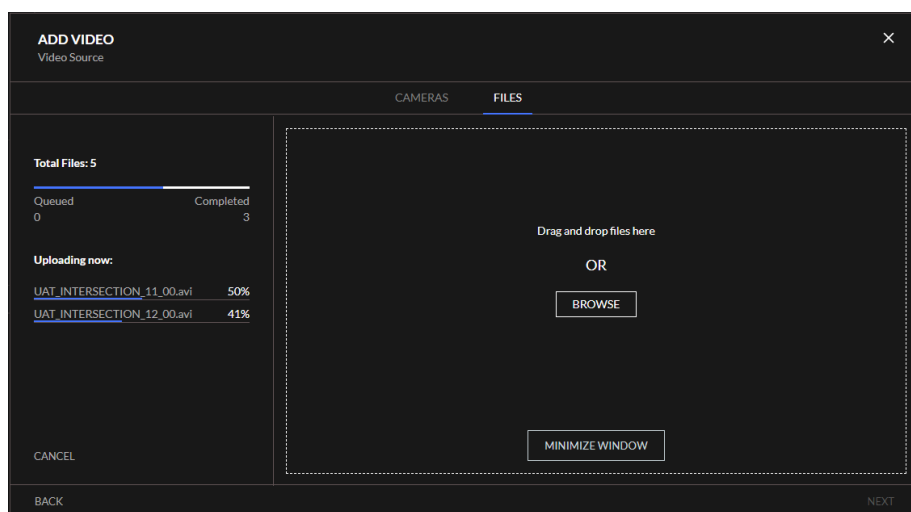 ADD VIDEO
Video Source
CAMERAS FILES
Total Files: 5
Queued Completed
0 3
Uploading now:
UAT_INTERSECTION_11_00.avi 50%
UAT_INTERSECTION_12_00.avi 41%
CANCEL
Drag and drop files here
OR
BROWSE
MINIMIZE WINDOW
BACK NEXT